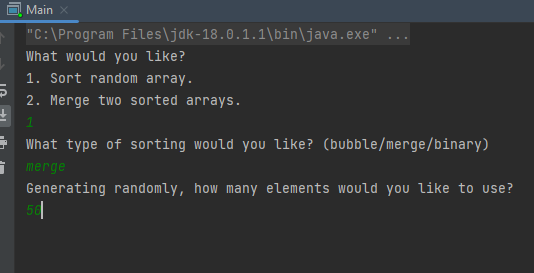 Main
"C:\Program Files\jdk-18.0.1.1\bin\java.exe" ...
What would you like?
1. Sort random array.
2. Merge two sorted arrays.
1
What type of sorting would you like? (bubble/merge/binary)
merge
Generating randomly, how many elements would you like to use?
50